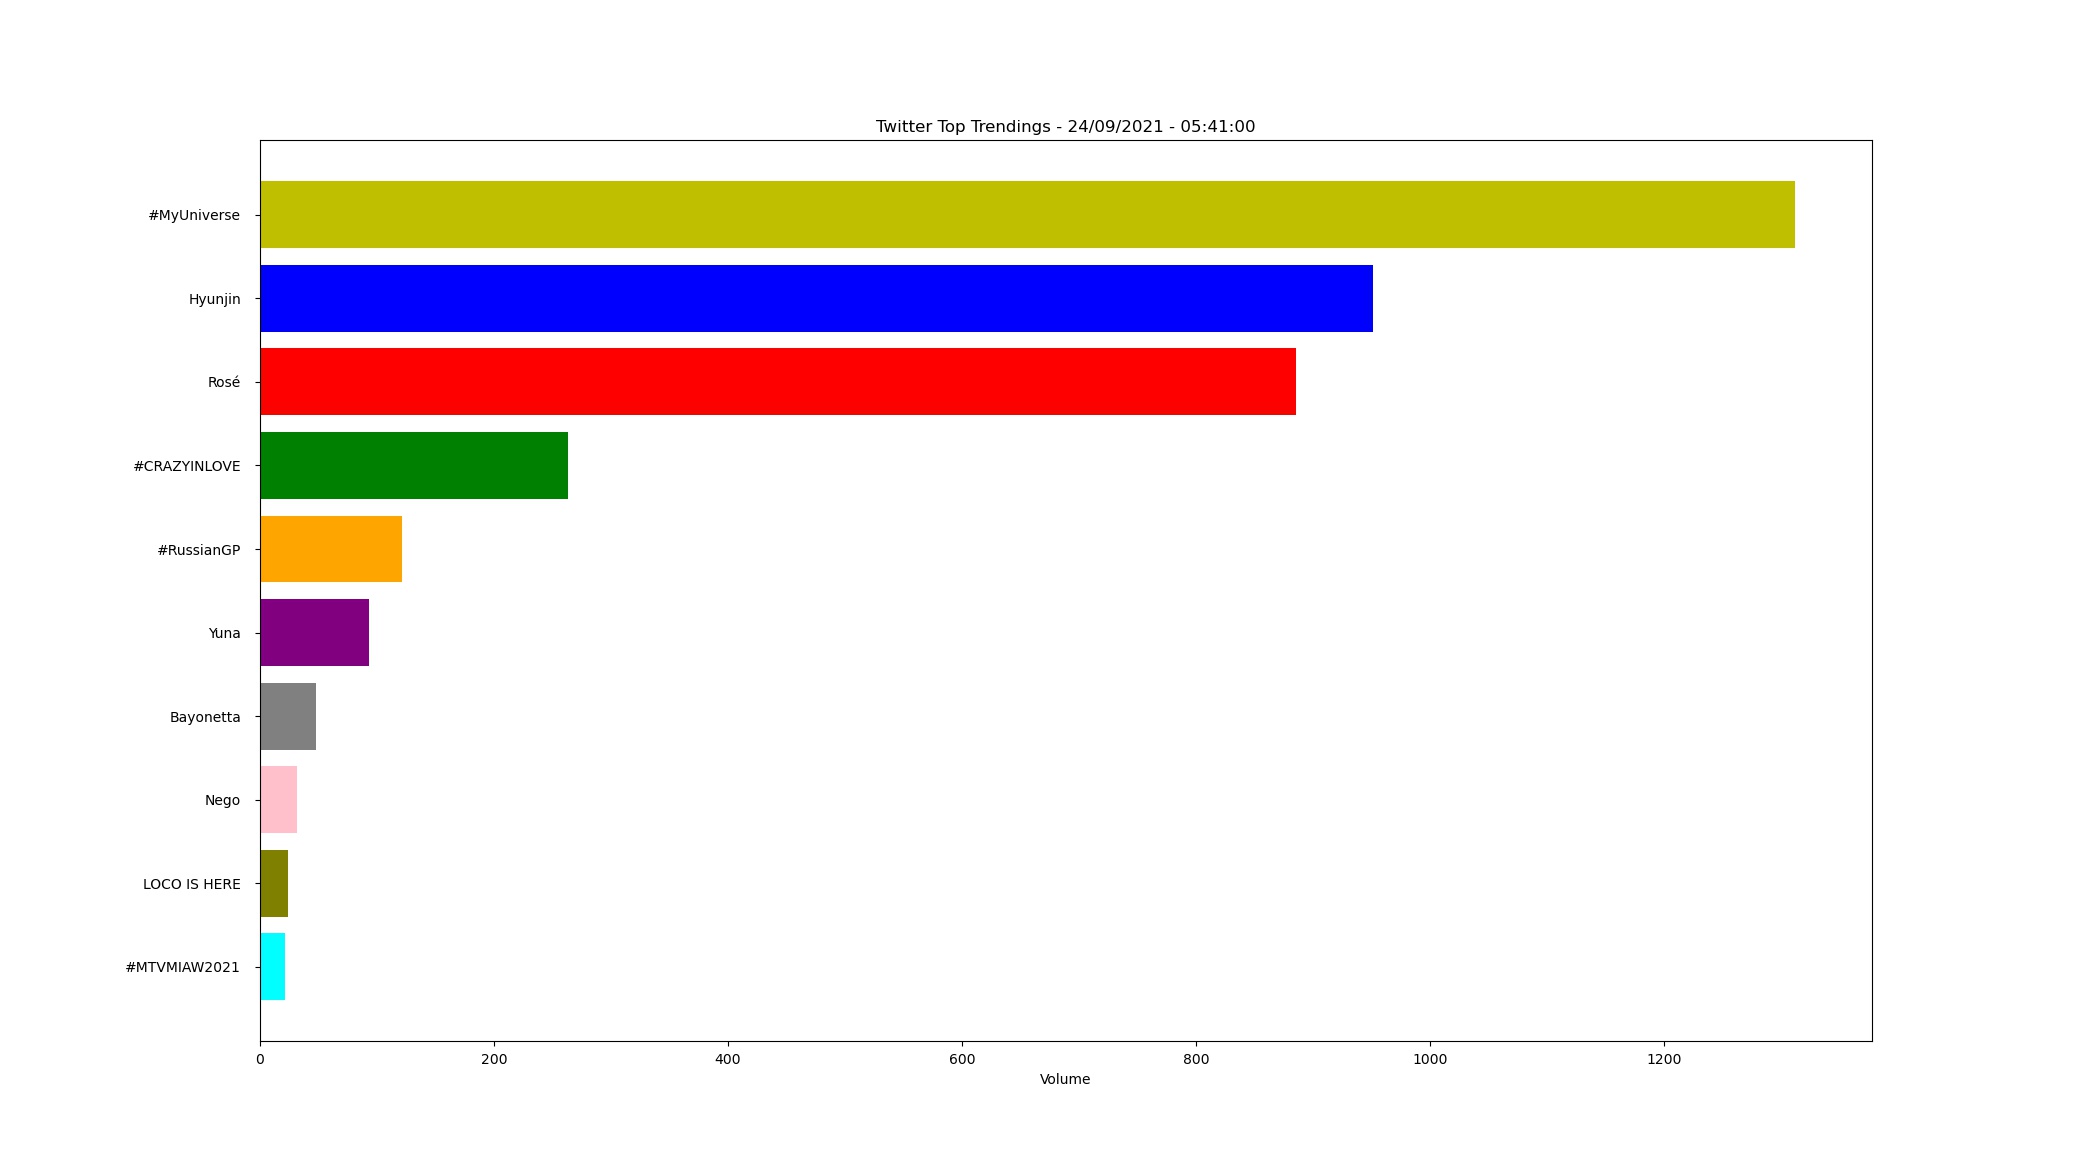 Twitter Top Trendings - 24/09/2021 - 05:41:00
#MyUniverse
Hyunjin
Rosé
#CRAZYINLOVE
#RussianGP
Yuna
Bayonetta
Nego
LOCO IS HERE
#MTVMIAW2021
0 200 400 600 800 1000 1200
Volume